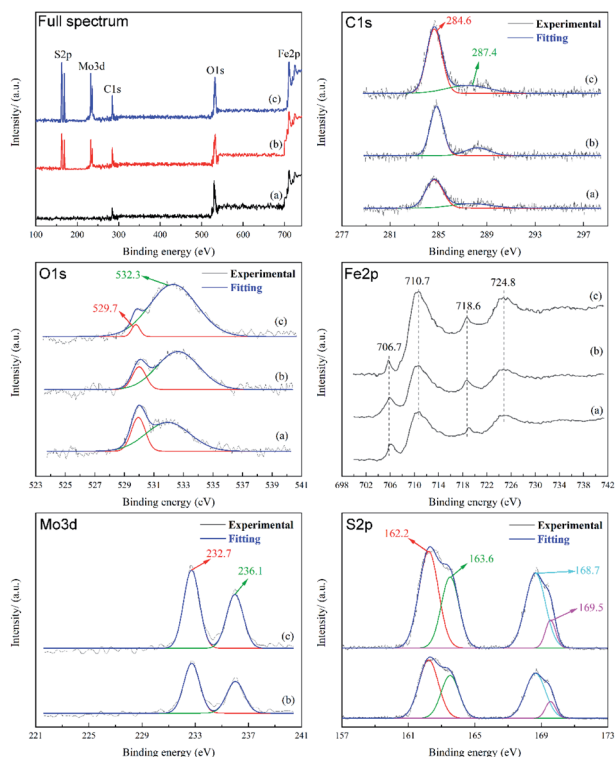 Full spectrum
S2p
Mo3d
C1s
O1s
Fe2p
(c)
(b)
(a)
Intensity/ (a.u.)
100 200 300 400 500 600 700
Binding energy (eV)
C1s
284.6
287.4
Experimental
Fitting
(c)
(b)
(a)
Intensity/ (a.u.)
277 281 285 289 293 297
Binding energy (eV)
O1s
532.3
529.7
Experimental
Fitting
(c)
(b)
(a)
Intensity/ (a.u.)
523 525 527 529 531 533 535 537 539 541
Binding energy (eV)
Fe2p
710.7
724.8
718.6
706.7
(c)
(b)
(a)
Intensity/ (a.u.)
698 702 706 710 714 718 722 726 730 734 738 742
Binding energy (eV)
Mo3d
Experimental
Fitting
232.7
236.1
(c)
(b)
Intensity/ (a.u.)
221 223 225 227 229 231 233 235 237 239 241
Binding energy (eV)
S2p
Experimental
Fitting
162.2
163.6
168.7
169.5
(c)
(b)
Intensity/ (a.u.)
157 161 165 169 173
Binding energy (eV)